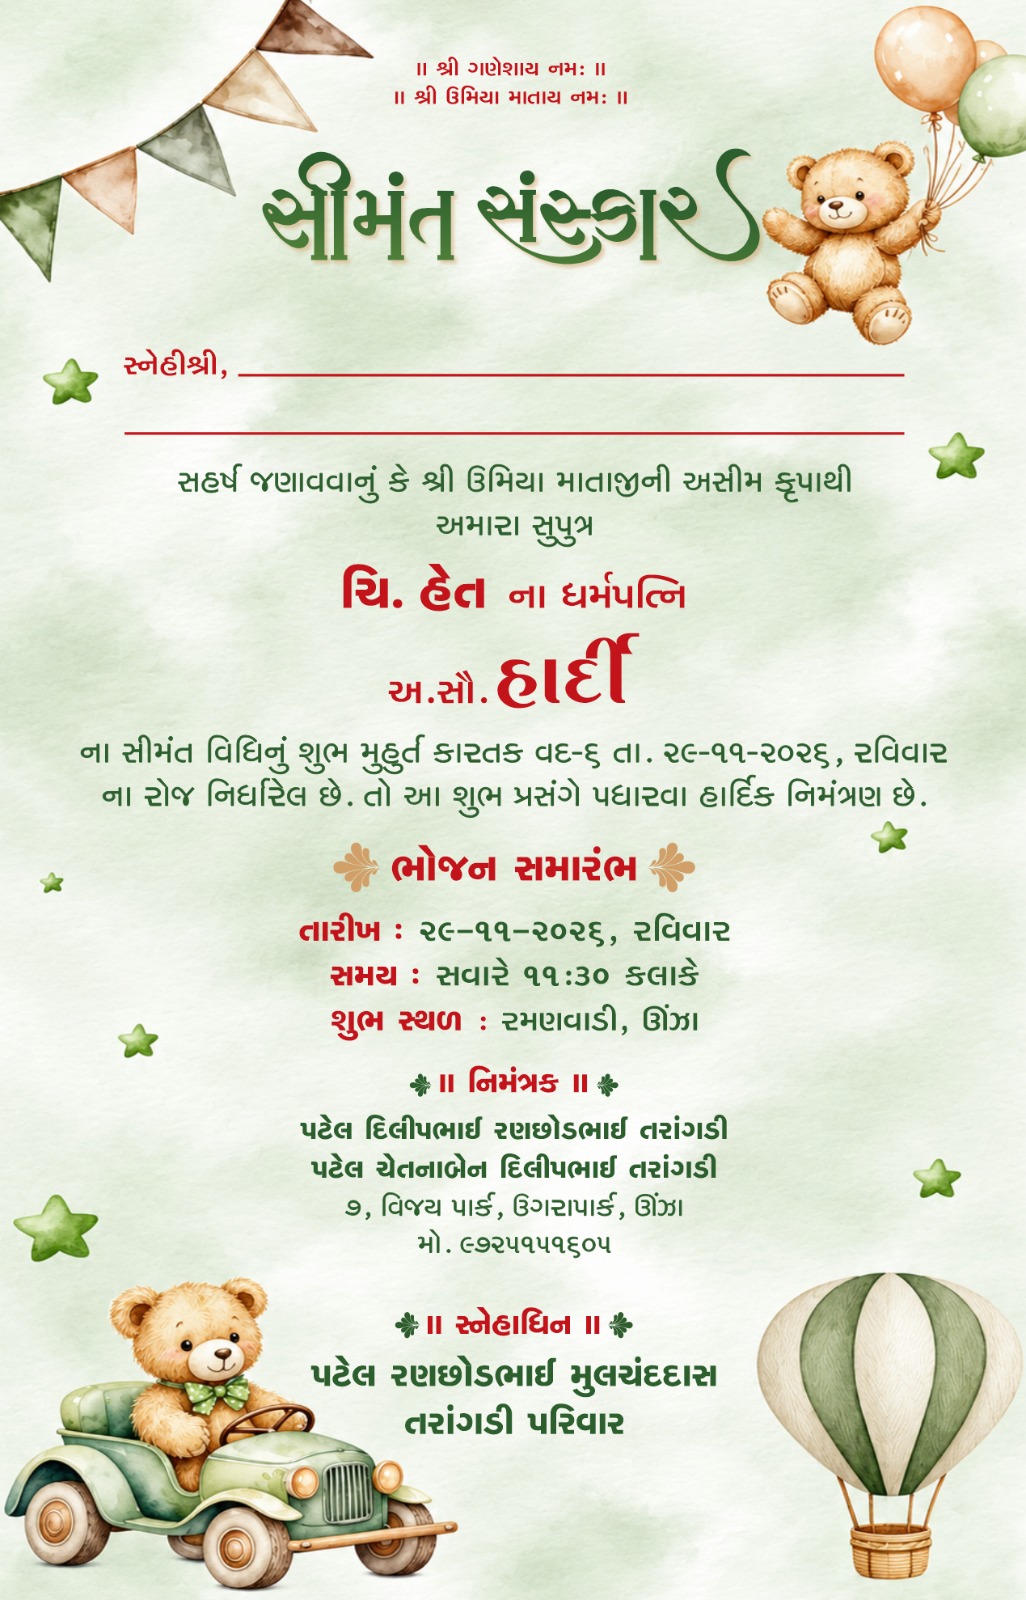 ॥ શ્રી ગણેશાય નમઃ ॥
॥ શ્રી ઉમિયા માતાય નમઃ ॥
સીમંત સંસ્કાર
સ્નેહીશ્રી,
સહર્ષ જણાવવાનું કે શ્રી ઉમિયા માતાજીની અસીમ કૃપાથી
અમારા સુપુત્ર
ચિ. હેત ના ધર્મપત્નિ
અ.સૌ. હાર્દી
ના સીમંત વિધિનું શુભ મુહુર્ત કારતક વદ-૬ તા. ૨૯-૧૧-૨૦૨૬, રવિવાર
ના રોજ નિર્ધારેલ છે. તો આ શુભ પ્રસંગે પધારવા હાર્દિક નિમંત્રણ છે.
ભોજન સમારંભ
તારીખ : ૨૯-૧૧-૨૦૨૬, રવિવાર
સમય : સવારે ૧૧:૩૦ કલાકે
શુભ સ્થળ : રમણવાડી, ઊંઝા
॥ નિમંત્રક ॥
પટેલ દિલીપભાઈ રણછોડભાઈ તરાંગડી
પટેલ ચેતનાબેન દિલીપભાઈ તરાંગડી
૭, વિજય પાર્ક, ઉગરાપાર્ક, ઊંઝા
મો. ૯૭૨૫૧૫૧૬૦૫
॥ સ્નેહાધિન ॥
પટેલ રણછોડભાઈ મુલચંદદાસ
તરાંગડી પરિવાર